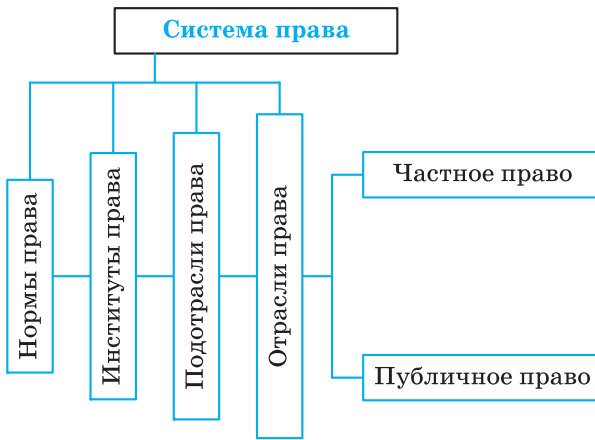 Система права
Нормы права
Институты права
Подотрасли права
Отрасли права
Частное право
Публичное право